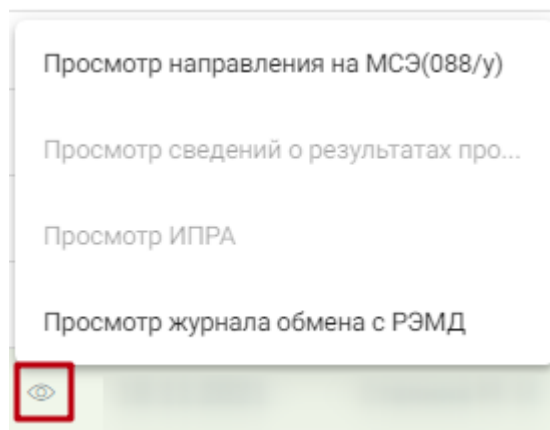 Просмотр направления на МСЭ(088/у)
Просмотр сведений о результатах про...
Просмотр ИПРА
Просмотр журнала обмена с РЭМД